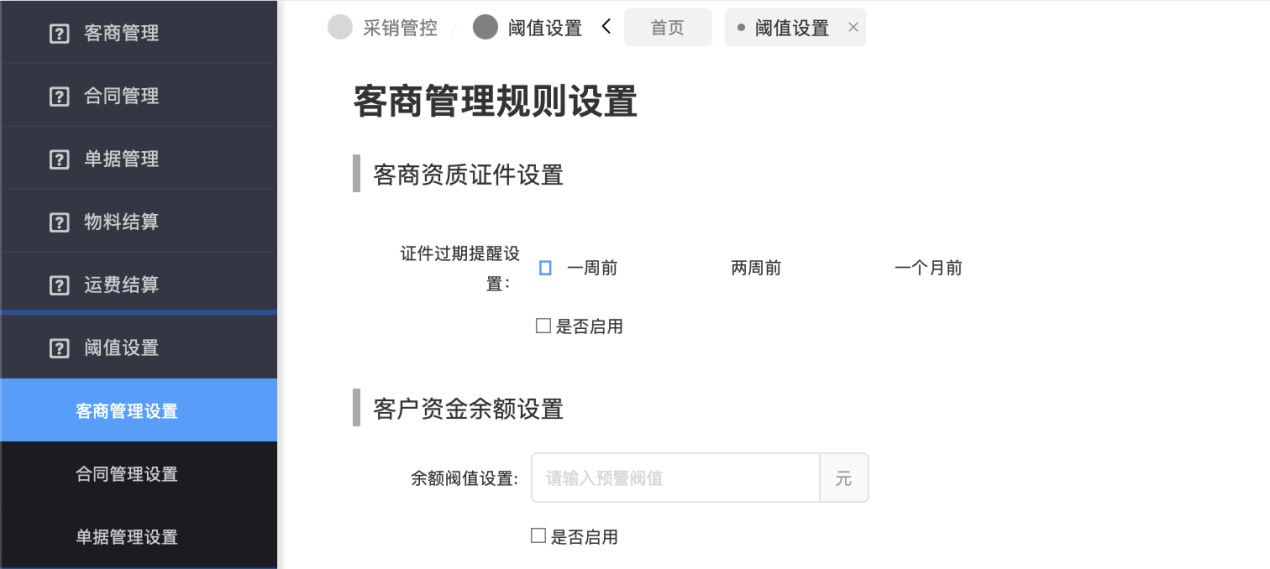 客商管理
合同管理
单据管理
物料结算
运费结算
阈值设置
客商管理设置
合同管理设置
单据管理设置
采销管控 / 阈值设置 首页 阈值设置 ×
客商管理规则设置
客商资质证件设置
证件过期提醒设
置：
一周前 两周前 一个月前
是否启用
客户资金余额设置
余额阀值设置: 请输入预警阀值 元
是否启用